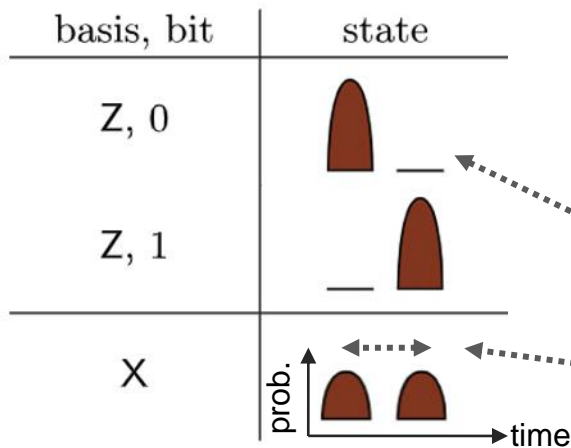 basis, bit state
Z, 0
Z, 1
X
prob.
time